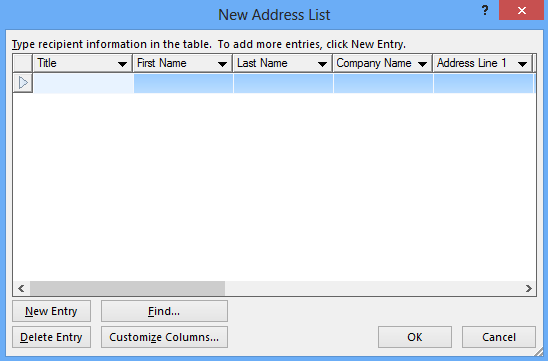 New Address List
?
Type recipient information in the table. To add more entries, click New Entry.
Title First Name Last Name Company Name Address Line 1
New Entry Find...
Delete Entry Customize Columns... OK Cancel